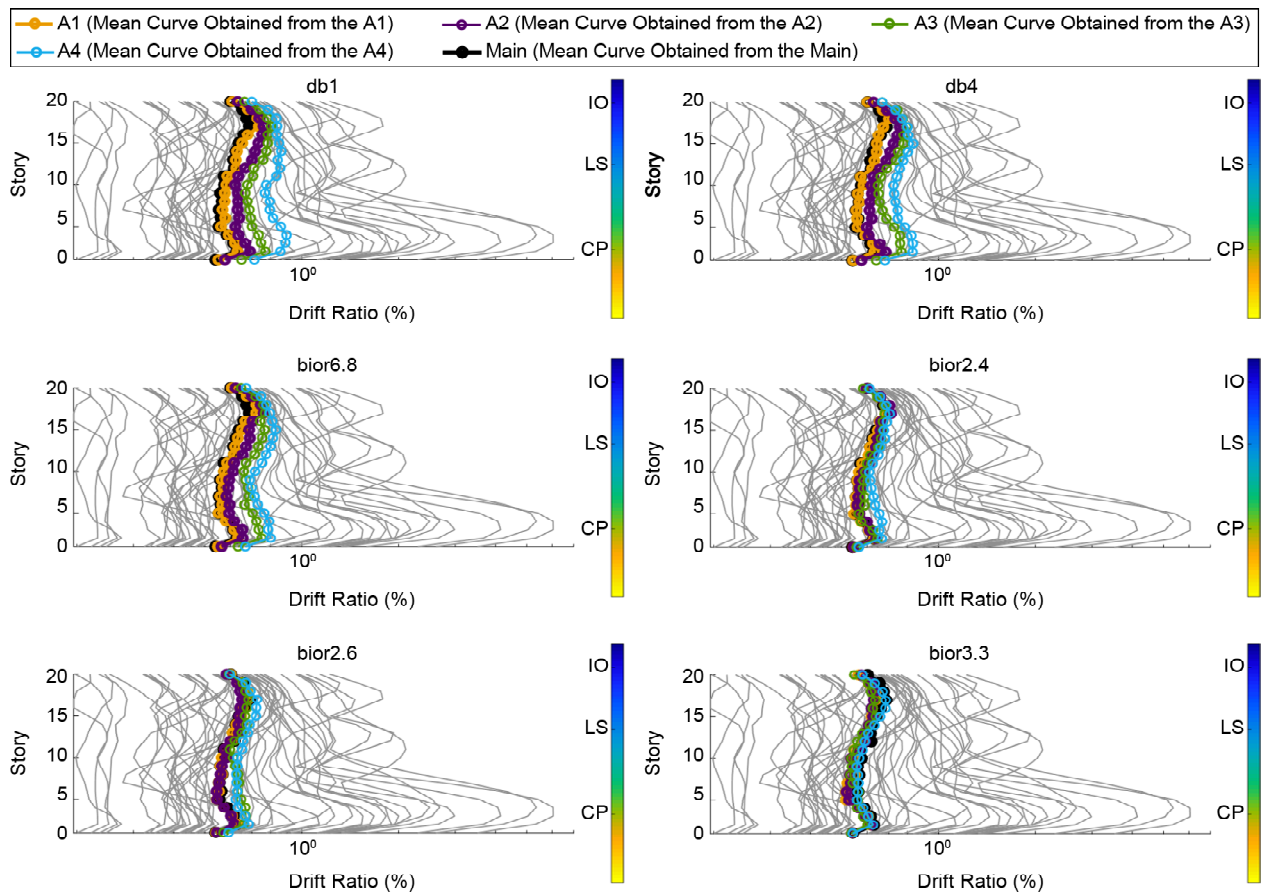 A1 (Mean Curve Obtained from the A1) A2 (Mean Curve Obtained from the A2) A3 (Mean Curve Obtained from the A3)
A4 (Mean Curve Obtained from the A4) Main (Mean Curve Obtained from the Main)
db1
20
15
10
5
0
Story
10⁰
Drift Ratio (%)
IO
LS
CP
db4
20
15
10
5
0
Story
10⁰
Drift Ratio (%)
IO
LS
CP
bior6.8
20
15
10
5
0
Story
10⁰
Drift Ratio (%)
IO
LS
CP
bior2.4
20
15
10
5
0
Story
10⁰
Drift Ratio (%)
IO
LS
CP
bior2.6
20
15
10
5
0
Story
10⁰
Drift Ratio (%)
IO
LS
CP
bior3.3
20
15
10
5
0
Story
10⁰
Drift Ratio (%)
IO
LS
CP